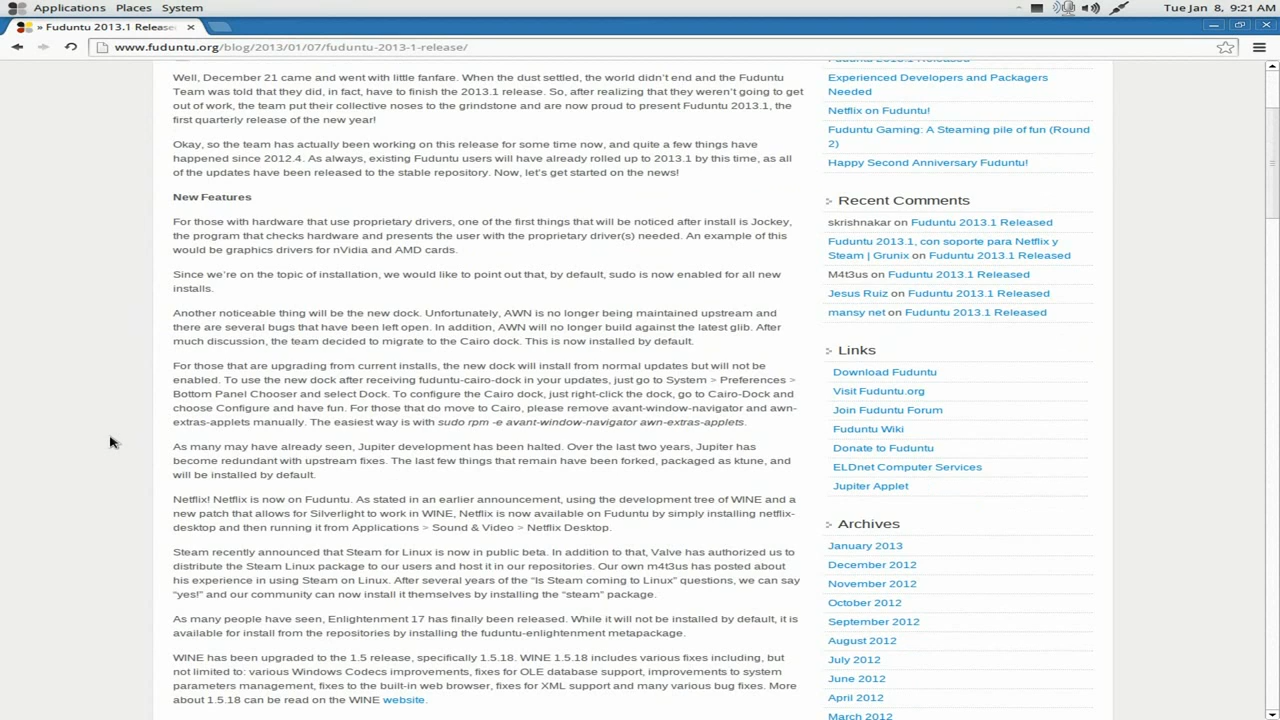 Applications Places System
Tue Jan 8, 9:21 AM
» Fuduntu 2013.1 Release
www.fuduntu.org/blog/2013/01/07/fuduntu-2013-1-release/
Well, December 21 came and went with little fanfare. When the dust settled, the world didn't end and the Fuduntu
Team was told that they did, in fact, have to finish the 2013.1 release. So, after realizing that they weren't going to get
out of work, the team put their collective noses to the grindstone and are now proud to present Fuduntu 2013.1, the
first quarterly release of the new year!
Okay, so the team has actually been working on this release for some time now, and quite a few things have
happened since 2012.4. As always, existing Fuduntu users will have already rolled up to 2013.1 by this time, as all
of the updates have been released to the stable repository. Now, let's get started on the news!
New Features
For those with hardware that use proprietary drivers, one of the first things that will be noticed after install is Jockey,
the program that checks hardware and presents the user with the proprietary driver(s) needed. An example of this
would be graphics drivers for nVidia and AMD cards.
Since we're on the topic of installation, we would like to point out that, by default, sudo is now enabled for all new
installs.
Another noticeable thing will be the new dock. Unfortunately, AWN is no longer being maintained upstream and
there are several bugs that have been left open. In addition, AWN will no longer build against the latest glib. After
much discussion, the team decided to migrate to the Cairo dock. This is now installed by default.
For those that are upgrading from current installs, the new dock will install from normal updates but will not be
enabled. To use the new dock after receiving fuduntu-cairo-dock in your updates, just go to System > Preferences >
Bottom Panel Chooser and select Dock. To configure the Cairo dock, just right-click the dock, go to Cairo-Dock and
choose Configure and have fun. For those that do move to Cairo, please remove avant-window-navigator and awn-
extras-applets manually. The easiest way is with sudo rpm -e avant-window-navigator awn-extras-applets.
As many may have already seen, Jupiter development has been halted. Over the last two years, Jupiter has
become redundant with upstream fixes. The last few things that remain have been forked, packaged as ktune, and
will be installed by default.
Netflix! Netflix is now on Fuduntu. As stated in an earlier announcement, using the development tree of WINE and a
new patch that allows for Silverlight to work in WINE, Netflix is now available on Fuduntu by simply installing netflix-
desktop and then running it from Applications > Sound & Video > Netflix Desktop.
Steam recently announced that Steam for Linux is now in public beta. In addition to that, Valve has authorized us to
distribute the Steam Linux package to our users and host it in our repositories. Our own m4t3us has posted about
his experience in using Steam on Linux. After several years of the “Is Steam coming to Linux” questions, we can say
“yes!” and our community can now install it themselves by installing the “steam” package.
As many people have seen, Enlightenment 17 has finally been released. While it will not be installed by default, it is
available for install from the repositories by installing the fuduntu-enlightenment metapackage.
WINE has been upgraded to the 1.5 release, specifically 1.5.18. WINE 1.5.18 includes various fixes including, but
not limited to: various Windows Codecs improvements, fixes for OLE database support, improvements to system
parameters management, fixes to the built-in web browser, fixes for XML support and many various bug fixes. More
about 1.5.18 can be read on the WINE website.
Fuduntu 2013.1 Released
Experienced Developers and Packagers
Needed
Netflix on Fuduntu!
Fuduntu Gaming: A Steaming pile of fun (Round
2)
Happy Second Anniversary Fuduntu!
Recent Comments
skrishnakar on Fuduntu 2013.1 Released
Fuduntu 2013.1, con soporte para Netflix y
Steam | Grunix on Fuduntu 2013.1 Released
M4t3us on Fuduntu 2013.1 Released
Jesus Ruiz on Fuduntu 2013.1 Released
mansy net on Fuduntu 2013.1 Released
Links
Download Fuduntu
Visit Fuduntu.org
Join Fuduntu Forum
Fuduntu Wiki
Donate to Fuduntu
ELDnet Computer Services
Jupiter Applet
Archives
January 2013
December 2012
November 2012
October 2012
September 2012
August 2012
July 2012
June 2012
April 2012
March 2012